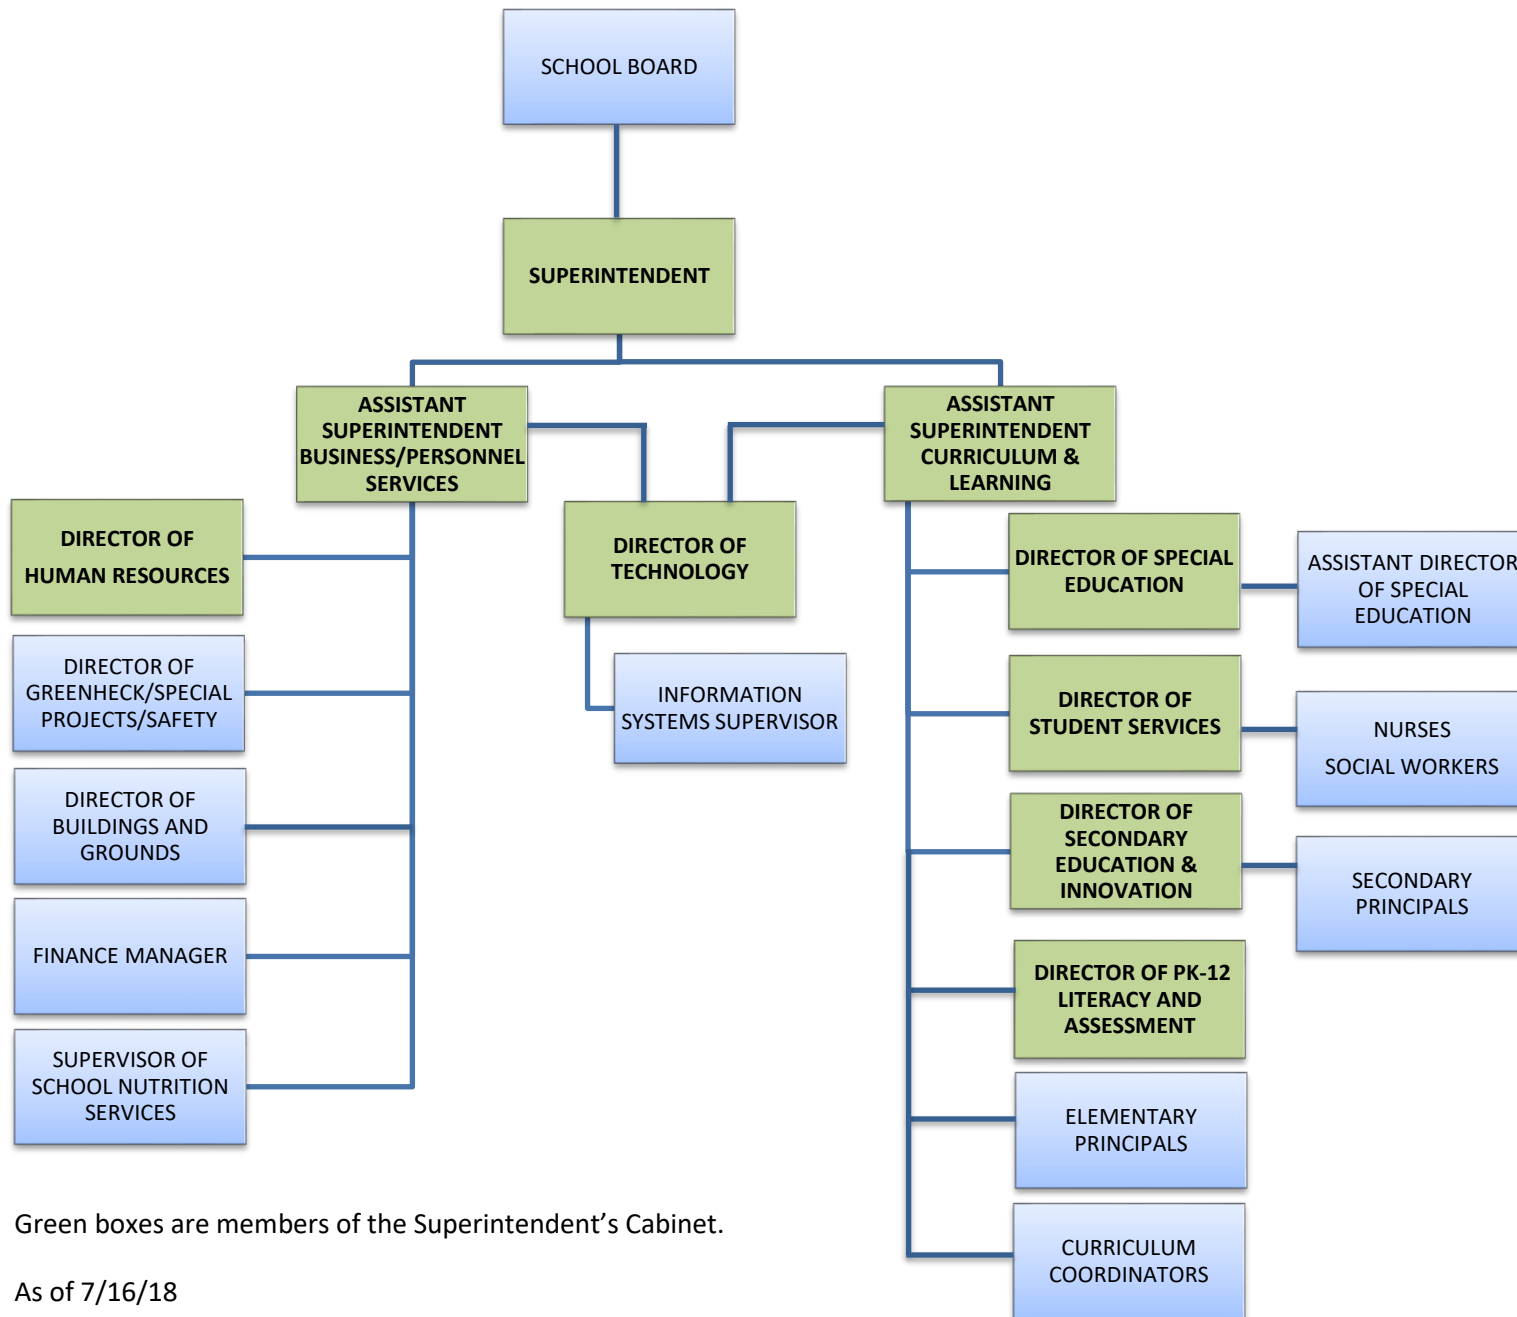 SCHOOL BOARD
SUPERINTENDENT
ASSISTANT
SUPERINTENDENT
BUSINESS/PERSONNEL
SERVICES
ASSISTANT
SUPERINTENDENT
CURRICULUM &
LEARNING
DIRECTOR OF
HUMAN RESOURCES
DIRECTOR OF
TECHNOLOGY
DIRECTOR OF SPECIAL
EDUCATION
ASSISTANT DIRECTOR
OF SPECIAL
EDUCATION
DIRECTOR OF
GREENHECK/SPECIAL
PROJECTS/SAFETY
INFORMATION
SYSTEMS SUPERVISOR
DIRECTOR OF
STUDENT SERVICES
NURSES
SOCIAL WORKERS
DIRECTOR OF
BUILDINGS AND
GROUNDS
DIRECTOR OF
SECONDARY
EDUCATION &
INNOVATION
SECONDARY
PRINCIPALS
FINANCE MANAGER
DIRECTOR OF PK-12
LITERACY AND
ASSESSMENT
SUPERVISOR OF
SCHOOL NUTRITION
SERVICES
ELEMENTARY
PRINCIPALS
CURRICULUM
COORDINATORS
Green boxes are members of the Superintendent’s Cabinet.
As of 7/16/18